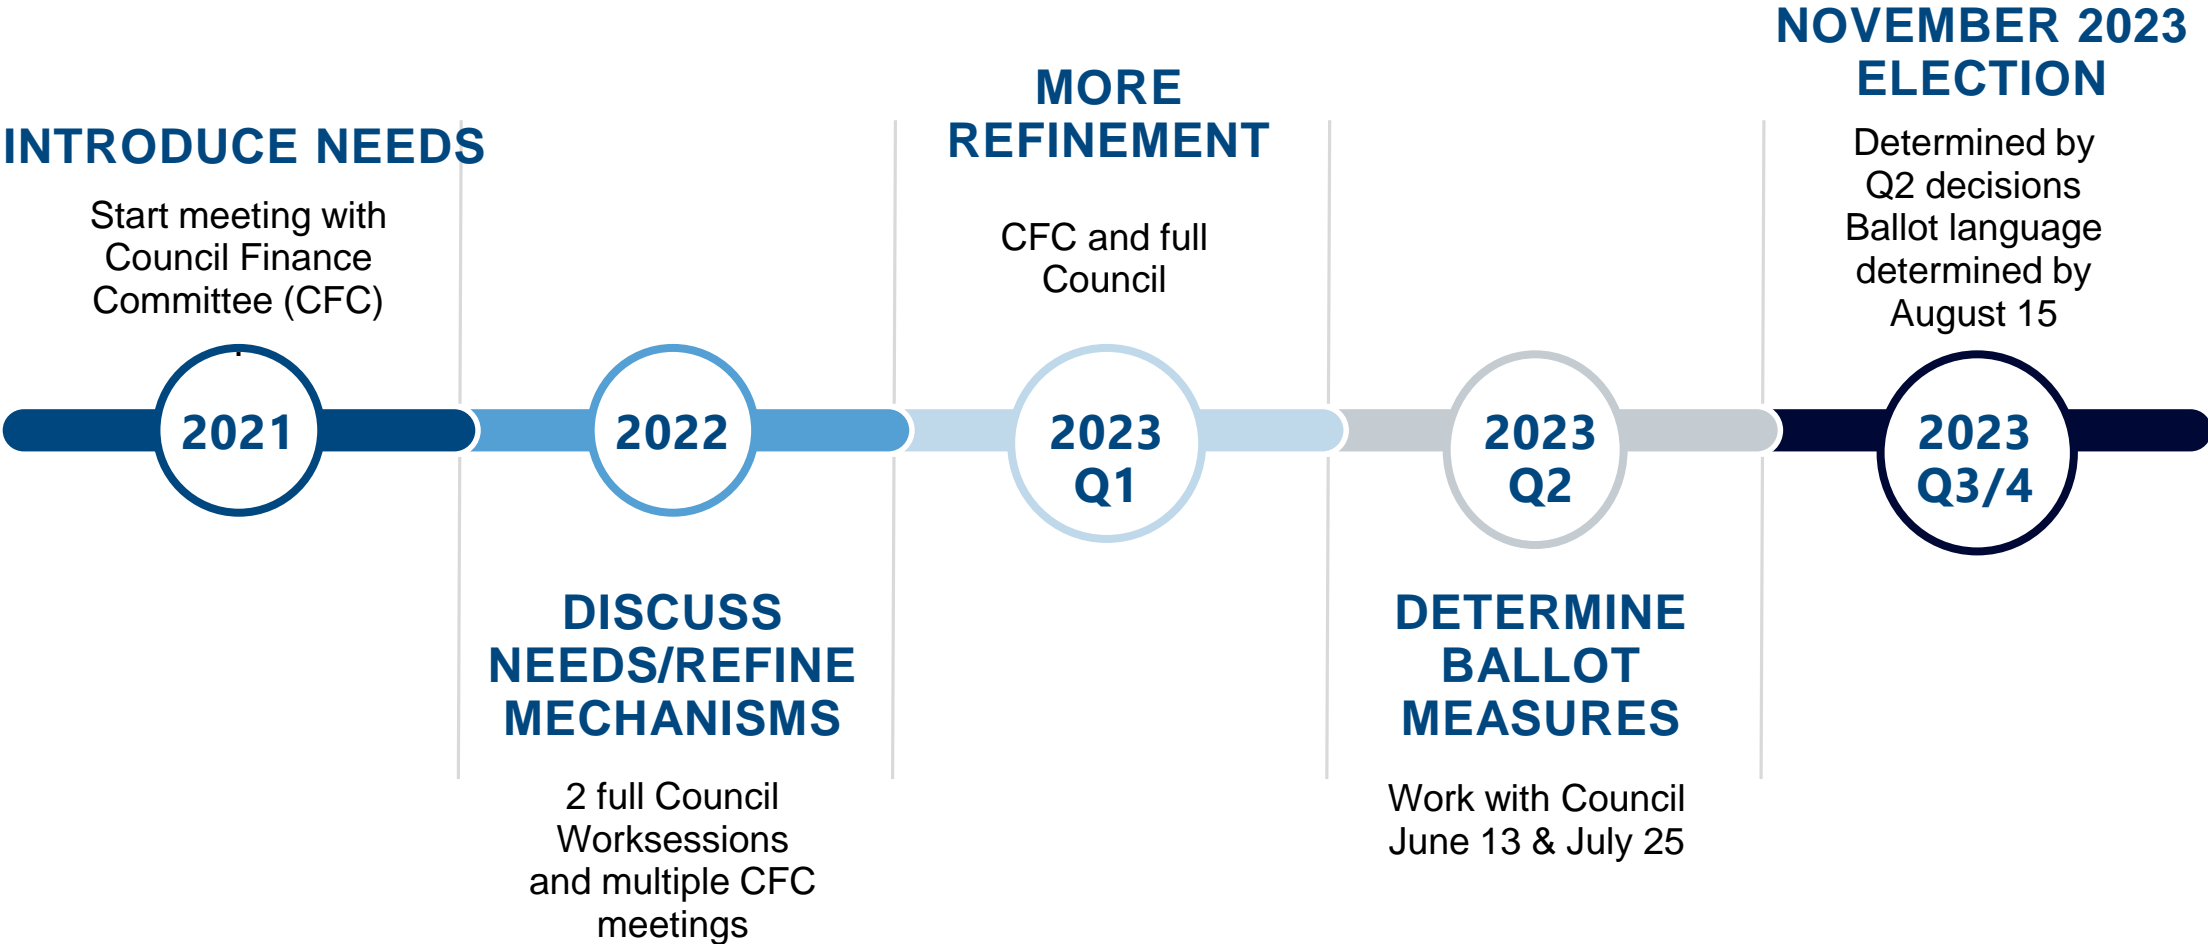 INTRODUCE NEEDS
Start meeting with
Council Finance
Committee (CFC)
2021
2022
DISCUSS
NEEDS/REFINE
MECHANISMS
2 full Council
Worksessions
and multiple CFC
meetings
MORE
REFINEMENT
CFC and full
Council
2023
Q1
2023
Q2
DETERMINE
BALLOT
MEASURES
Work with Council
June 13 & July 25
NOVEMBER 2023
ELECTION
Determined by
Q2 decisions
Ballot language
determined by
August 15
2023
Q3/4